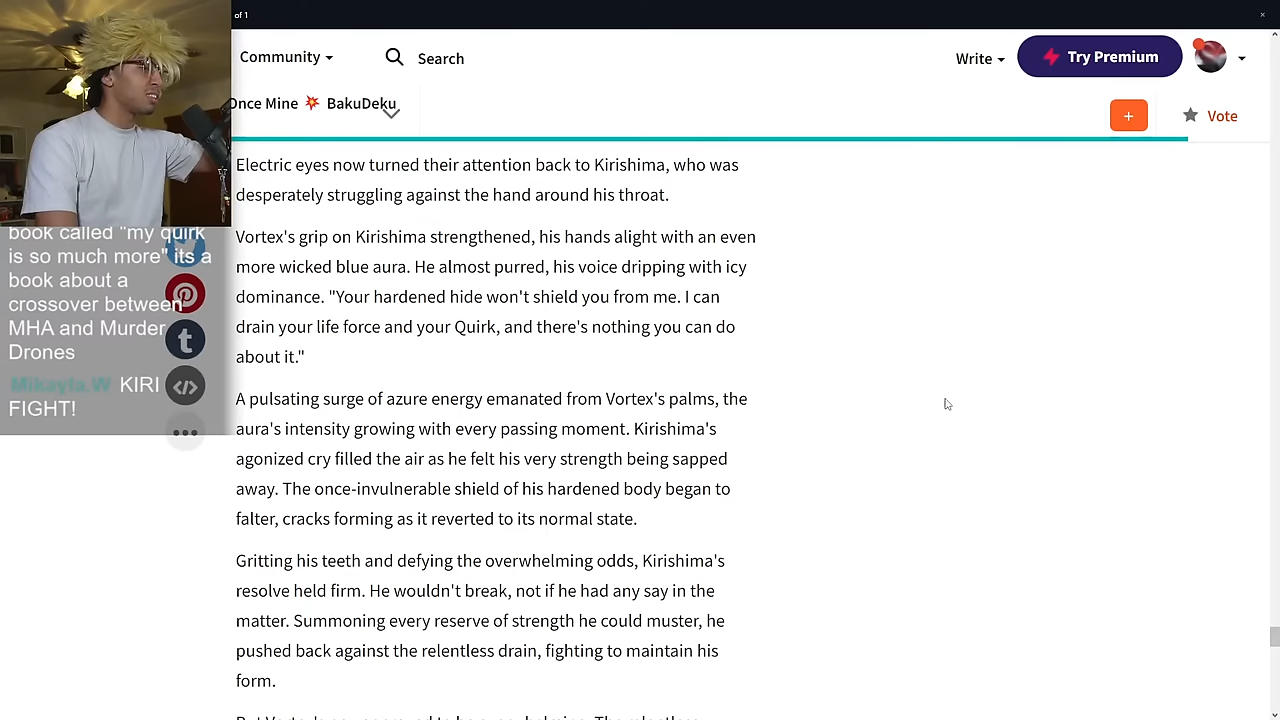 of 1
Community
Search
Write
Try Premium
Once Mine 💥 BakuDeku
+
Vote
Electric eyes now turned their attention back to Kirishima, who was
desperately struggling against the hand around his throat.
Vortex's grip on Kirishima strengthened, his hands alight with an even
more wicked blue aura. He almost purred, his voice dripping with icy
dominance. "Your hardened hide won't shield you from me. I can
drain your life force and your Quirk, and there's nothing you can do
about it."
A pulsating surge of azure energy emanated from Vortex's palms, the
aura's intensity growing with every passing moment. Kirishima's
agonized cry filled the air as he felt his very strength being sapped
away. The once-invulnerable shield of his hardened body began to
falter, cracks forming as it reverted to its normal state.
Gritting his teeth and defying the overwhelming odds, Kirishima's
resolve held firm. He wouldn't break, not if he had any say in the
matter. Summoning every reserve of strength he could muster, he
pushed back against the relentless drain, fighting to maintain his
form.
book called "my quirk
is so much more" its a
book about a
crossover between
MHA and Murder
Drones
Mikayla.W KIRI
FIGHT!